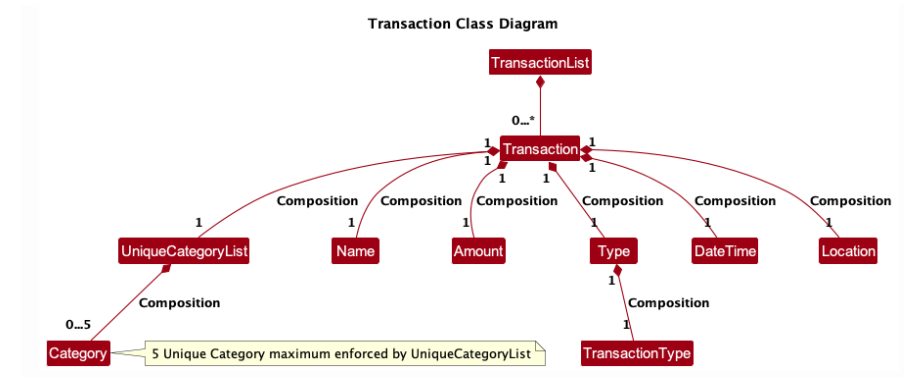 Transaction Class Diagram
TransactionList
0...*
Transaction
1
1
1
1
1
1
Composition
Composition
Composition
Composition
Composition
Composition
1
1
1
1
1
1
UniqueCategoryList
Name
Amount
Type
DateTime
Location
1
Composition
Composition
0...5
1
Category
5 Unique Category maximum enforced by UniqueCategoryList
TransactionType